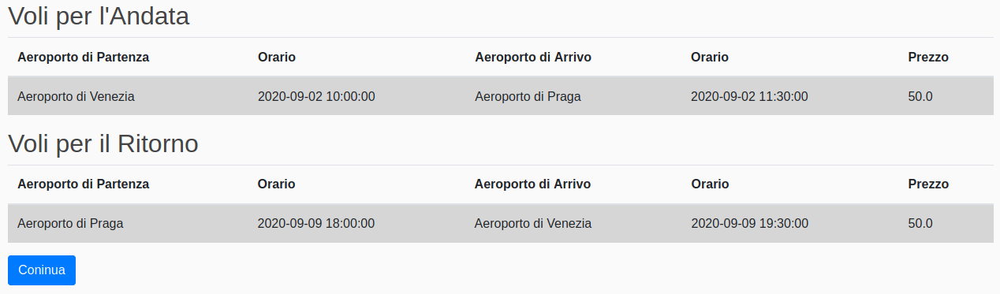 Voli per l'Andata
Aeroporto di Partenza Orario Aeroporto di Arrivo Orario Prezzo
Aeroporto di Venezia 2020-09-02 10:00:00 Aeroporto di Praga 2020-09-02 11:30:00 50.0
Voli per il Ritorno
Aeroporto di Partenza Orario Aeroporto di Arrivo Orario Prezzo
Aeroporto di Praga 2020-09-09 18:00:00 Aeroporto di Venezia 2020-09-09 19:30:00 50.0
Coninua